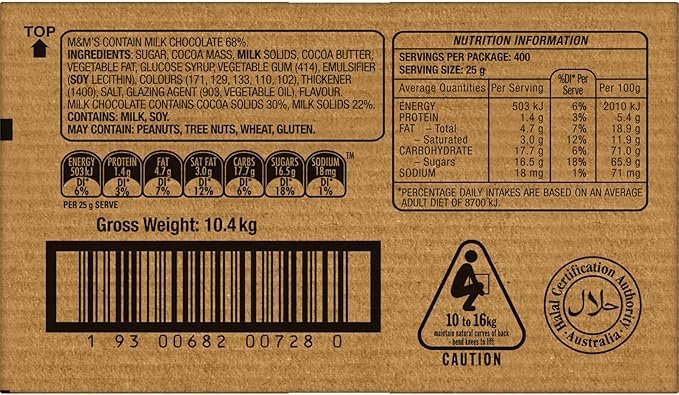 TOP
M&M'S CONTAIN MILK CHOCOLATE 68%.
INGREDIENTS: SUGAR, COCOA MASS, MILK SOLIDS, COCOA BUTTER,
VEGETABLE FAT, GLUCOSE SYRUP, VEGETABLE GUM (414), EMULSIFIER
(SOY LECITHIN), COLOURS (171, 129, 133, 110, 102), THICKENER
(1400), SALT, GLAZING AGENT (903, VEGETABLE OIL), FLAVOUR.
MILK CHOCOLATE CONTAINS COCOA SOLIDS 30%, MILK SOLIDS 22%.
CONTAINS: MILK, SOY.
MAY CONTAIN: PEANUTS, TREE NUTS, WHEAT, GLUTEN.
ENERGY PROTEIN FAT SAT FAT CARBS SUGARS SODIUM TM
503kJ 1.4g 4.7g 3.0g 17.7g 16.5g 18mg
DI* DI* DI* DI* DI* DI* DI*
6% 3% 7% 12% 6% 18% 1%
PER 25 g SERVE
Gross Weight: 10.4kg
1 93 00682 00728 0
NUTRITION INFORMATION
SERVINGS PER PACKAGE: 400
SERVING SIZE: 25 g
Average Quantities Per Serving %DI* Per Serve Per 100g
ENERGY 503 kJ 6% 2010 kJ
PROTEIN 1.4 g 3% 5.4 g
FAT – Total 4.7 g 7% 18.9 g
– Saturated 3.0 g 12% 11.9 g
CARBOHYDRATE 17.7 g 6% 71.0 g
– Sugars 16.5 g 18% 65.9 g
SODIUM 18 mg 1% 71 mg
*PERCENTAGE DAILY INTAKES ARE BASED ON AN AVERAGE
ADULT DIET OF 8700 kJ.
10 to 16kg
maintain natural curves of back
- bend knees to lift
CAUTION
Halal Certification Authority
حلال
· Australia ·